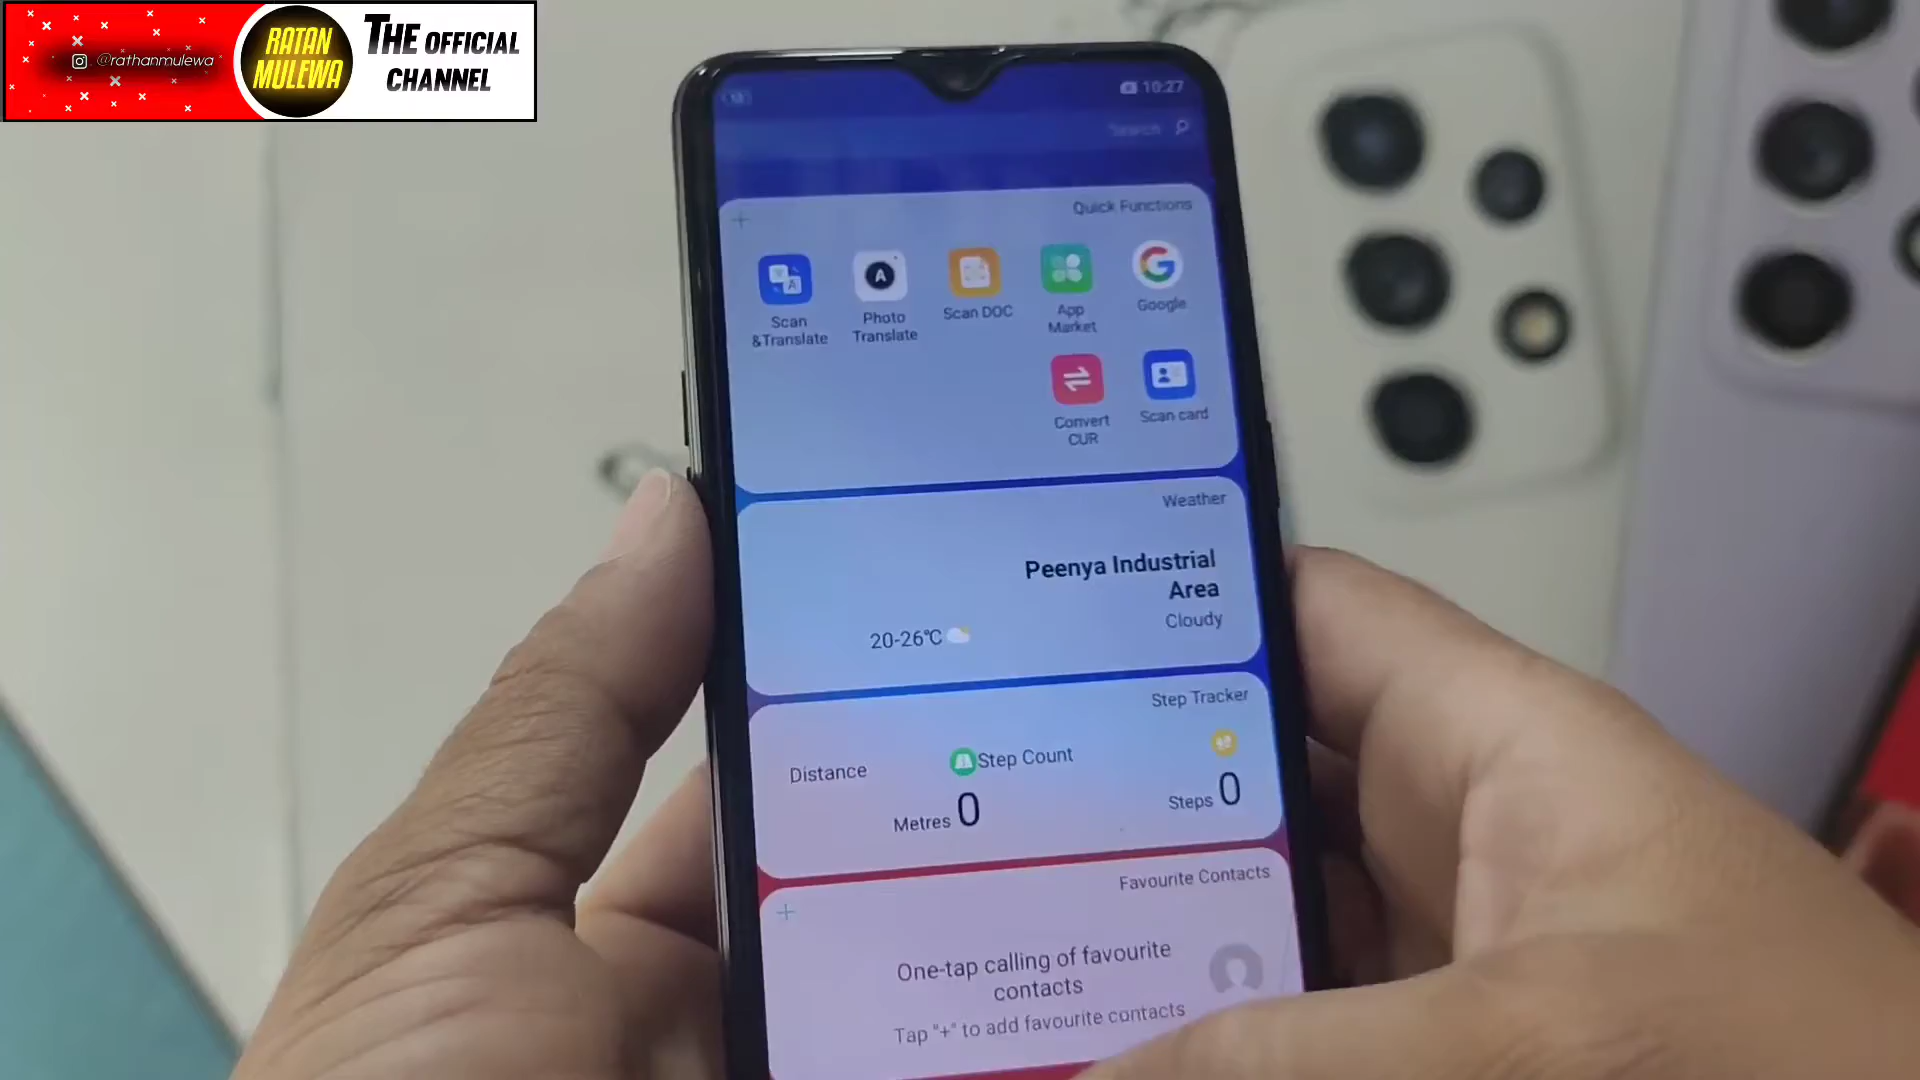 @rathanmulewa
RATAN
MULEWA
THE OFFICIAL
CHANNEL
10:27
Search
Quick Functions
Scan
&Translate
Photo
Translate
Scan DOC
App
Market
Google
Convert
CUR
Scan card
Weather
Peenya Industrial
Area
Cloudy
20-26℃
Step Tracker
Distance
Step Count
Metres 0
Steps 0
Favourite Contacts
One-tap calling of favourite
contacts
Tap "+" to add favourite contacts